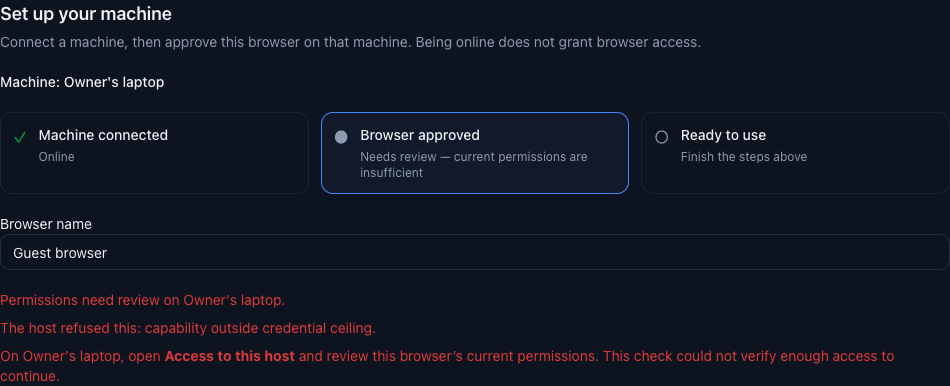 Set up your machine
Connect a machine, then approve this browser on that machine. Being online does not grant browser access.
Machine: Owner's laptop
Machine connected
Online
Browser approved
Needs review — current permissions are
insufficient
Ready to use
Finish the steps above
Browser name
Guest browser
Permissions need review on Owner's laptop.
The host refused this: capability outside credential ceiling.
On Owner's laptop, open Access to this host and review this browser’s current permissions. This check could not verify enough access to
continue.